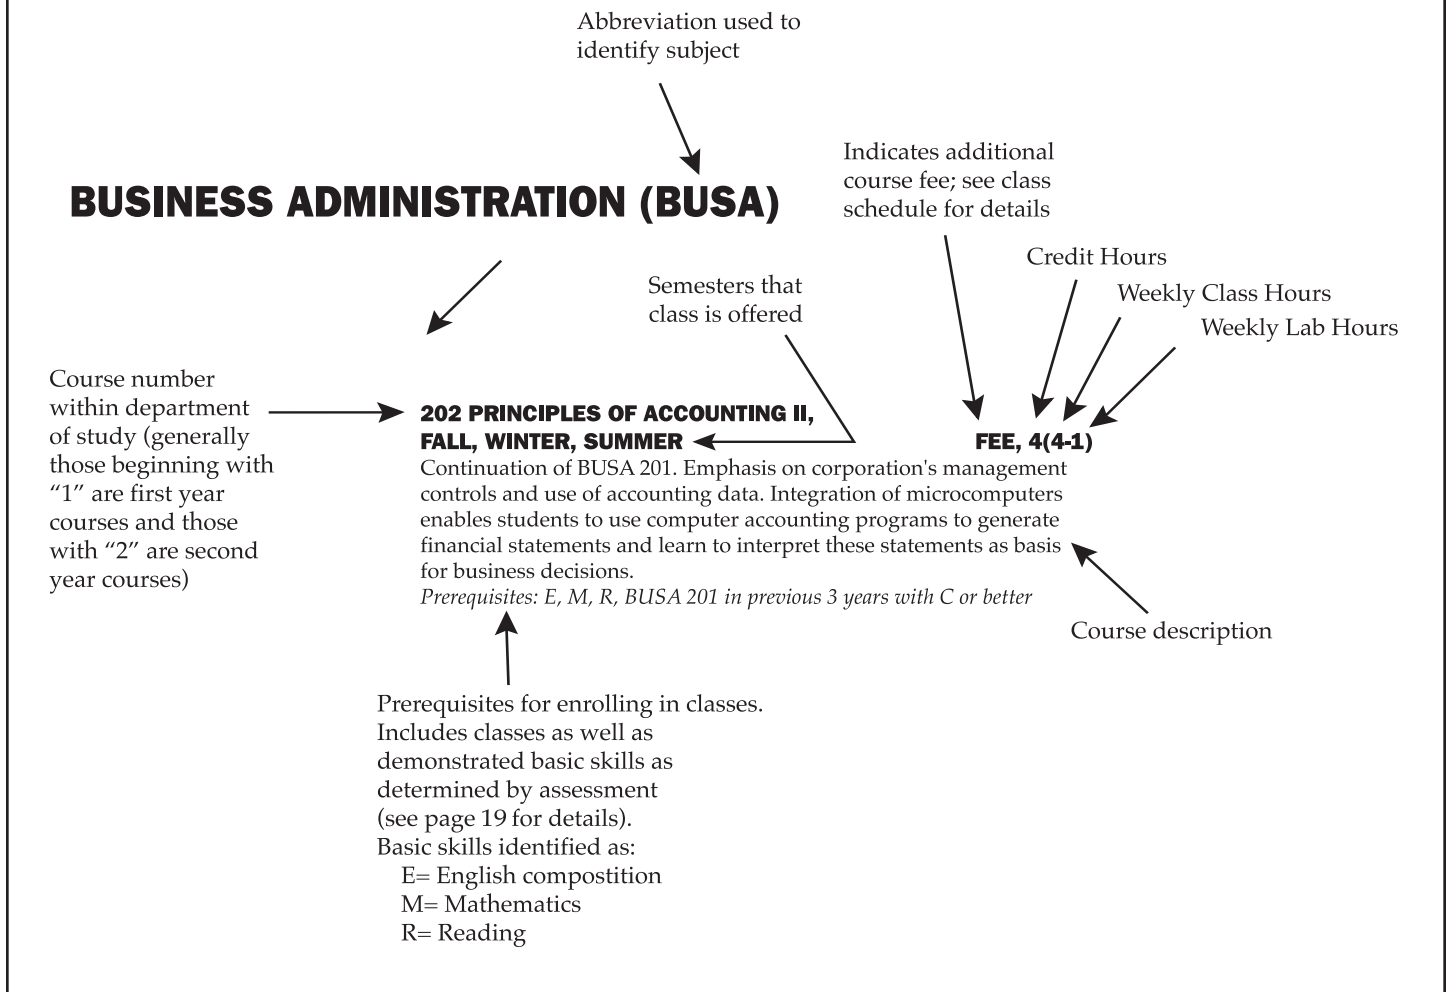 Abbreviation used to
identify subject
BUSINESS ADMINISTRATION (BUSA)
Indicates additional
course fee; see class
schedule for details
Credit Hours
Weekly Class Hours
Weekly Lab Hours
Semesters that
class is offered
Course number
within department
of study (generally
those beginning with
“1” are first year
courses and those
with “2” are second
year courses)
202 PRINCIPLES OF ACCOUNTING II,
FALL, WINTER, SUMMER FEE, 4(4-1)
Continuation of BUSA 201. Emphasis on corporation's management
controls and use of accounting data. Integration of microcomputers
enables students to use computer accounting programs to generate
financial statements and learn to interpret these statements as basis
for business decisions.
Prerequisites: E, M, R, BUSA 201 in previous 3 years with C or better
Course description
Prerequisites for enrolling in classes.
Includes classes as well as
demonstrated basic skills as
determined by assessment
(see page 19 for details).
Basic skills identified as:
E= English compostition
M= Mathematics
R= Reading